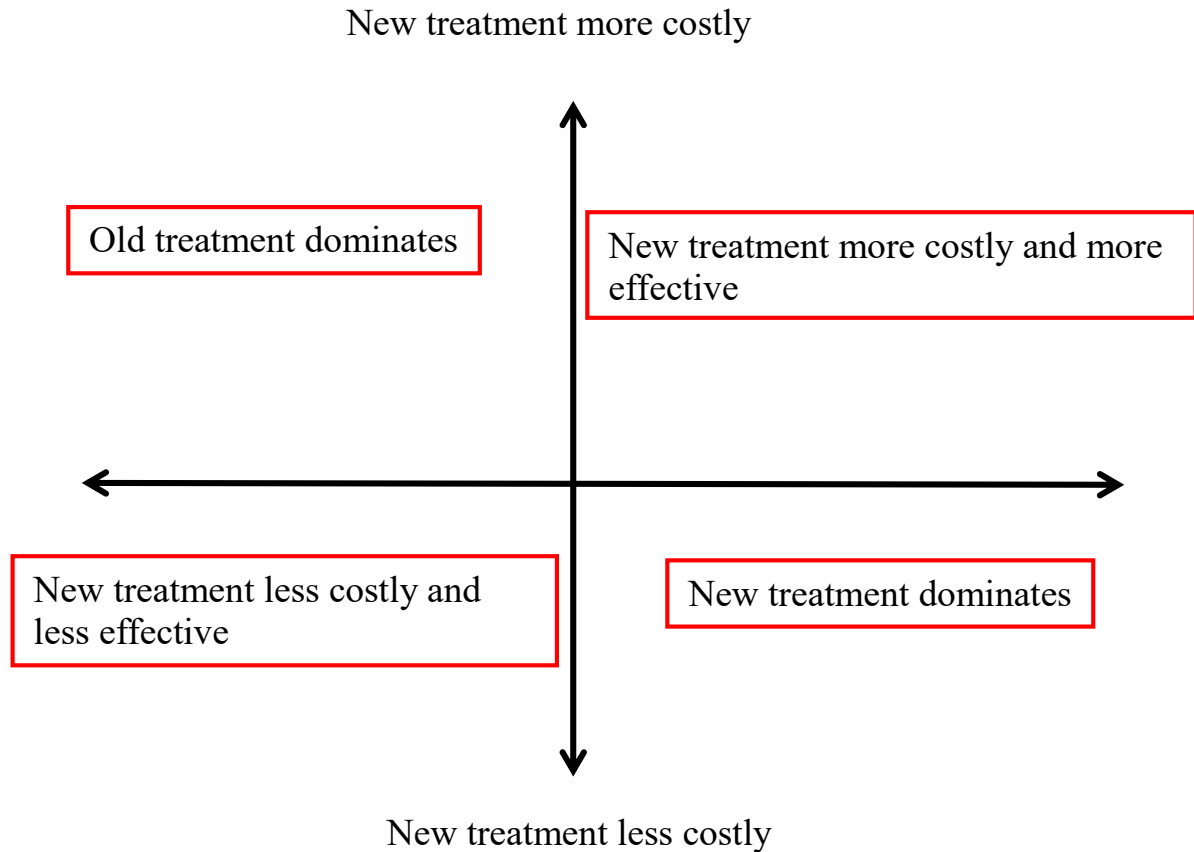 New treatment more costly
Old treatment dominates
New treatment more costly and more
effective
New treatment less costly and
less effective
New treatment dominates
New treatment less costly